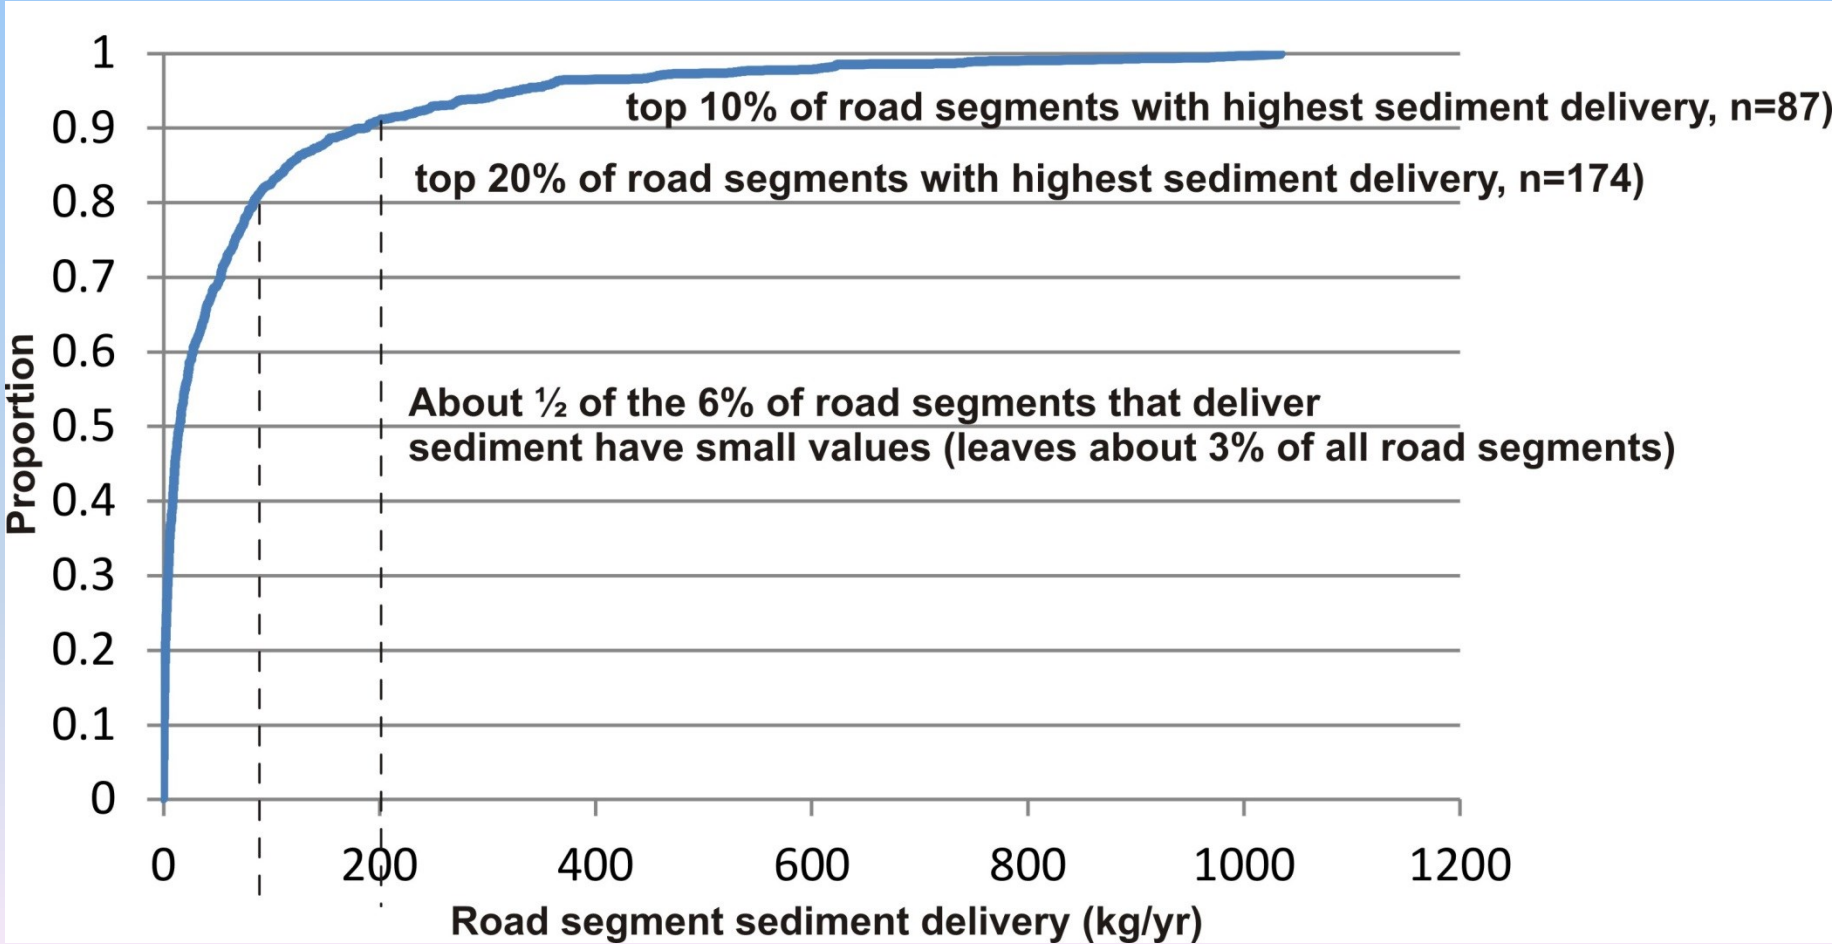 1
0.9
0.8
0.7
0.6
0.5
0.4
0.3
0.2
0.1
0
Proportion
top 10% of road segments with highest sediment delivery, n=87)
top 20% of road segments with highest sediment delivery, n=174)
About ½ of the 6% of road segments that deliver
sediment have small values (leaves about 3% of all road segments)
0 200 400 600 800 1000 1200
Road segment sediment delivery (kg/yr)